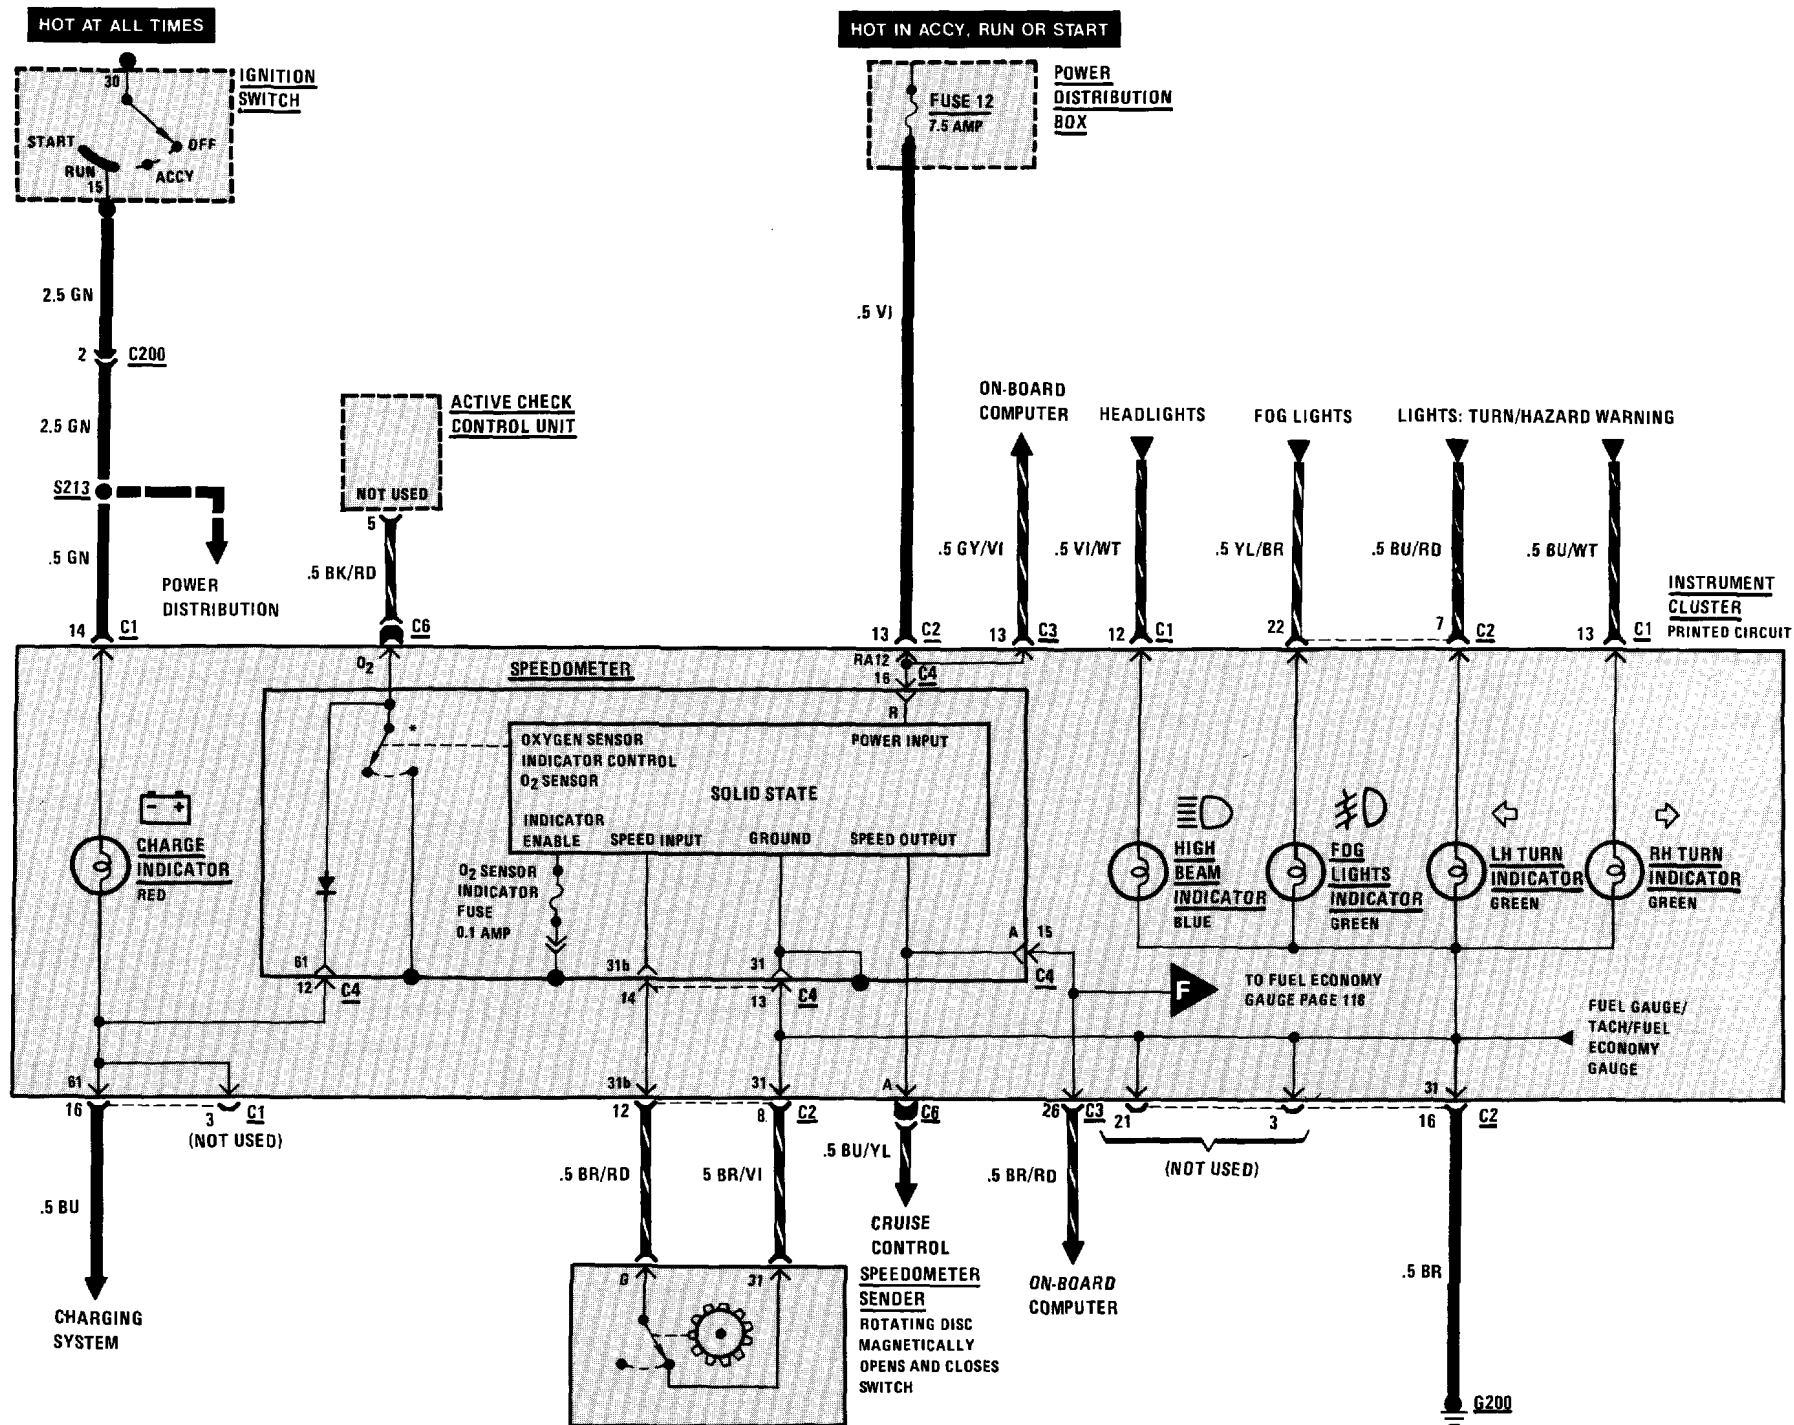 HOT AT ALL TIMES
HOT IN ACCY, RUN OR START
30
IGNITION
SWITCH
START
OFF
RUN
ACCY
15
FUSE 12
7.5 AMP
POWER
DISTRIBUTION
BOX
2.5 GN
2
C200
2.5 GN
S213
.5 GN
POWER
DISTRIBUTION
14
C1
ACTIVE CHECK
CONTROL UNIT
NOT USED
5
.5 BK/RD
C6
O2
.5 VI
13
C2
ON-BOARD
COMPUTER
.5 GY/VI
13
C3
HEADLIGHTS
.5 VI/WT
12
C1
FOG LIGHTS
.5 YL/BR
22
LIGHTS: TURN/HAZARD WARNING
.5 BU/RD
7
C2
.5 BU/WT
13
C1
INSTRUMENT
CLUSTER
PRINTED CIRCUIT
SPEEDOMETER
RA12
16
C4
R
*
OXYGEN SENSOR
INDICATOR CONTROL
O2 SENSOR
POWER INPUT
SOLID STATE
INDICATOR
ENABLE
SPEED INPUT
GROUND
SPEED OUTPUT
- +
CHARGE
INDICATOR
RED
O2 SENSOR
INDICATOR
FUSE
0.1 AMP
HIGH
BEAM
INDICATOR
BLUE
FOG
LIGHTS
INDICATOR
GREEN
LH TURN
INDICATOR
GREEN
RH TURN
INDICATOR
GREEN
A
15
C4
61
12
C4
31b
14
31
13
C4
F
TO FUEL ECONOMY
GAUGE PAGE 118
FUEL GAUGE/
TACH/FUEL
ECONOMY
GAUGE
61
16
3
C1
(NOT USED)
31b
12
31
8
C2
A
C6
26
C3
21
3
(NOT USED)
31
16
C2
.5 BU
CHARGING
SYSTEM
.5 BR/RD
5 BR/VI
.5 BU/YL
CRUISE
CONTROL
.5 BR/RD
ON-BOARD
COMPUTER
.5 BR
G200
G
31
SPEEDOMETER
SENDER
ROTATING DISC
MAGNETICALLY
OPENS AND CLOSES
SWITCH